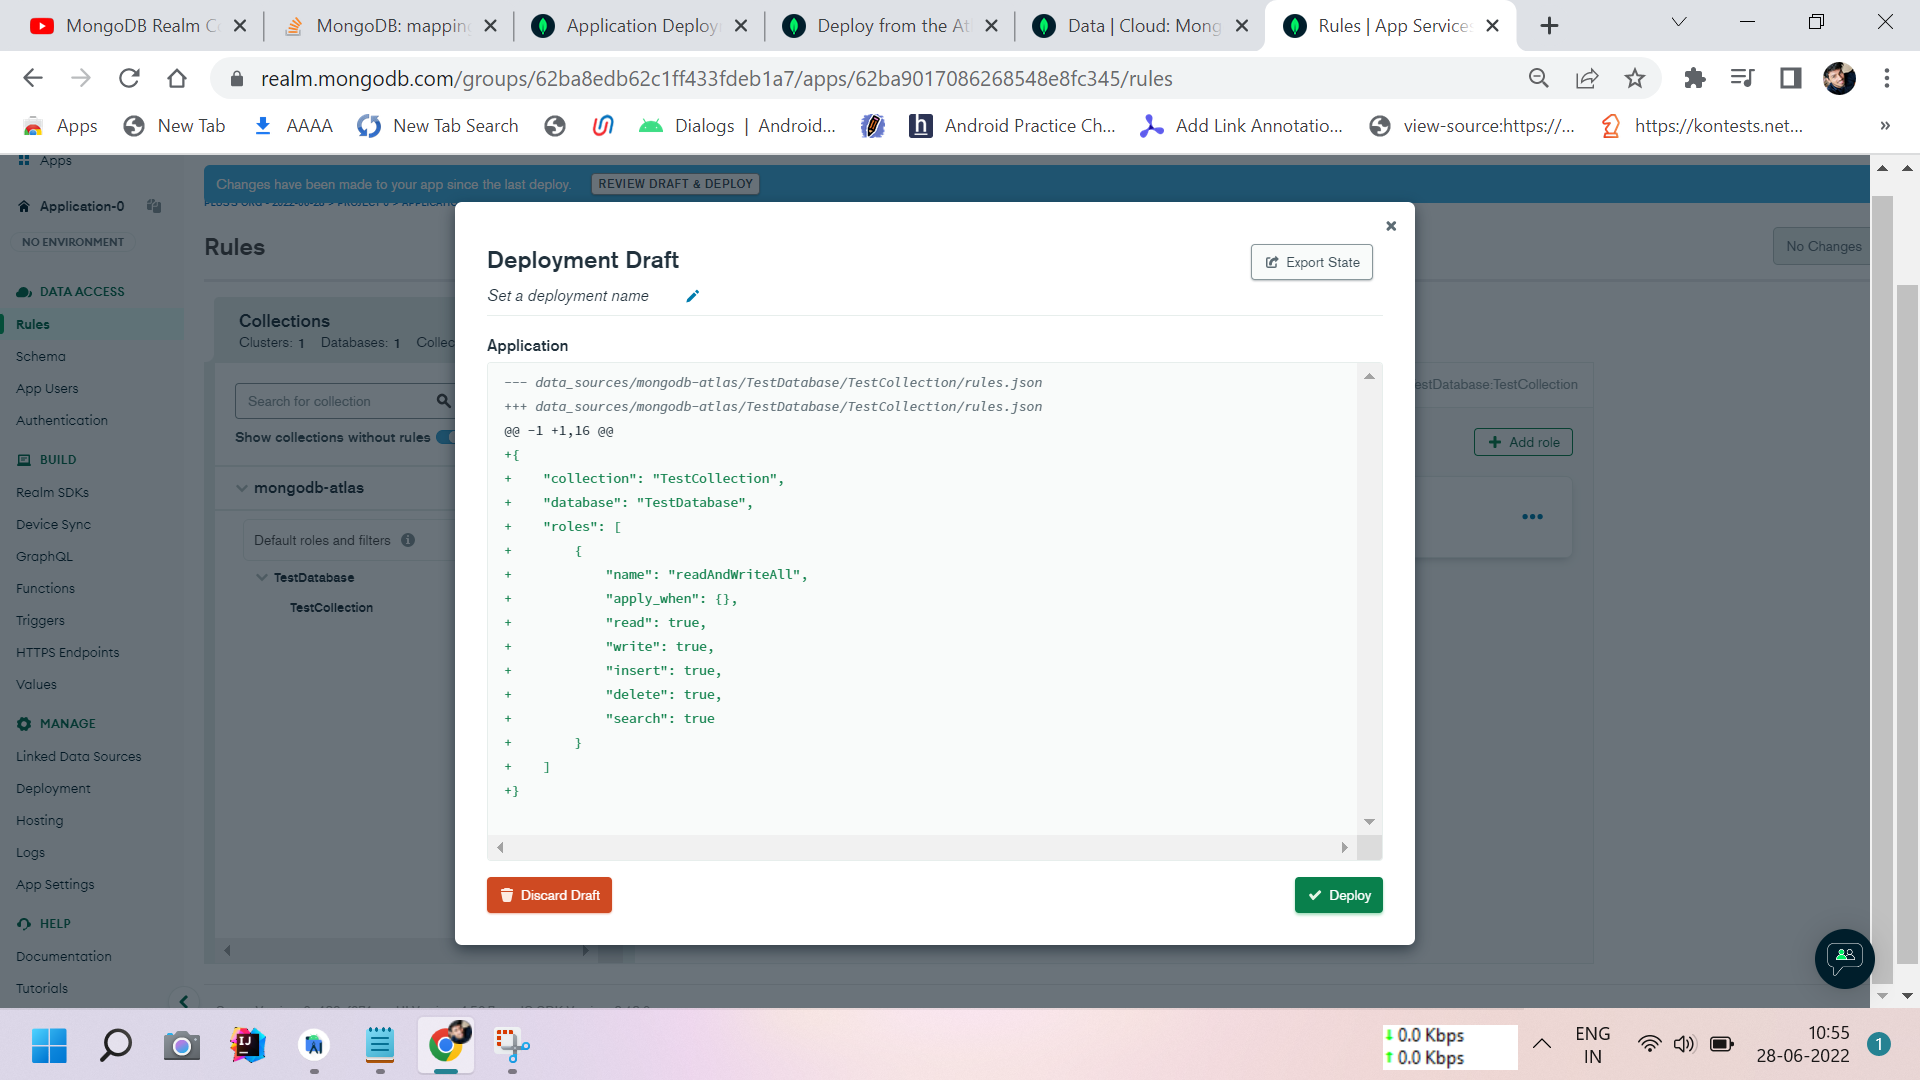 MongoDB Realm C
MongoDB: mapping
Application Deploy
Deploy from the At
Data | Cloud: Mong
Rules | App Services
realm.mongodb.com/groups/62ba8edb62c1ff433fdeb1a7/apps/62ba9017086268548e8fc345/rules
Apps
New Tab
AAAA
New Tab Search
Dialogs | Android...
Android Practice Ch...
Add Link Annotatio...
view-source:https://...
https://kontests.net...
»
Apps
Changes have been made to your app since the last deploy.
REVIEW DRAFT & DEPLOY
Application-0
NO ENVIRONMENT
Rules
No Changes
DATA ACCESS
Rules
Schema
App Users
Authentication
BUILD
Realm SDKs
Device Sync
GraphQL
Functions
Triggers
HTTPS Endpoints
Values
MANAGE
Linked Data Sources
Deployment
Hosting
Logs
App Settings
HELP
Documentation
Tutorials
Collections
Clusters: 1 Databases: 1 Collec
Search for collection
Show collections without rules
mongodb-atlas
Default roles and filters
TestDatabase
TestCollection
Deployment Draft
Export State
Set a deployment name
Application
--- data_sources/mongodb-atlas/TestDatabase/TestCollection/rules.json
+++ data_sources/mongodb-atlas/TestDatabase/TestCollection/rules.json
@@ -1 +1,16 @@
+{
+    "collection": "TestCollection",
+    "database": "TestDatabase",
+    "roles": [
+        {
+            "name": "readAndWriteAll",
+            "apply_when": {},
+            "read": true,
+            "write": true,
+            "insert": true,
+            "delete": true,
+            "search": true
+        }
+    ]
+}
Discard Draft
Deploy
estDatabase:TestCollection
+ Add role
0.0 Kbps
0.0 Kbps
ENG
IN
10:55
28-06-2022
1